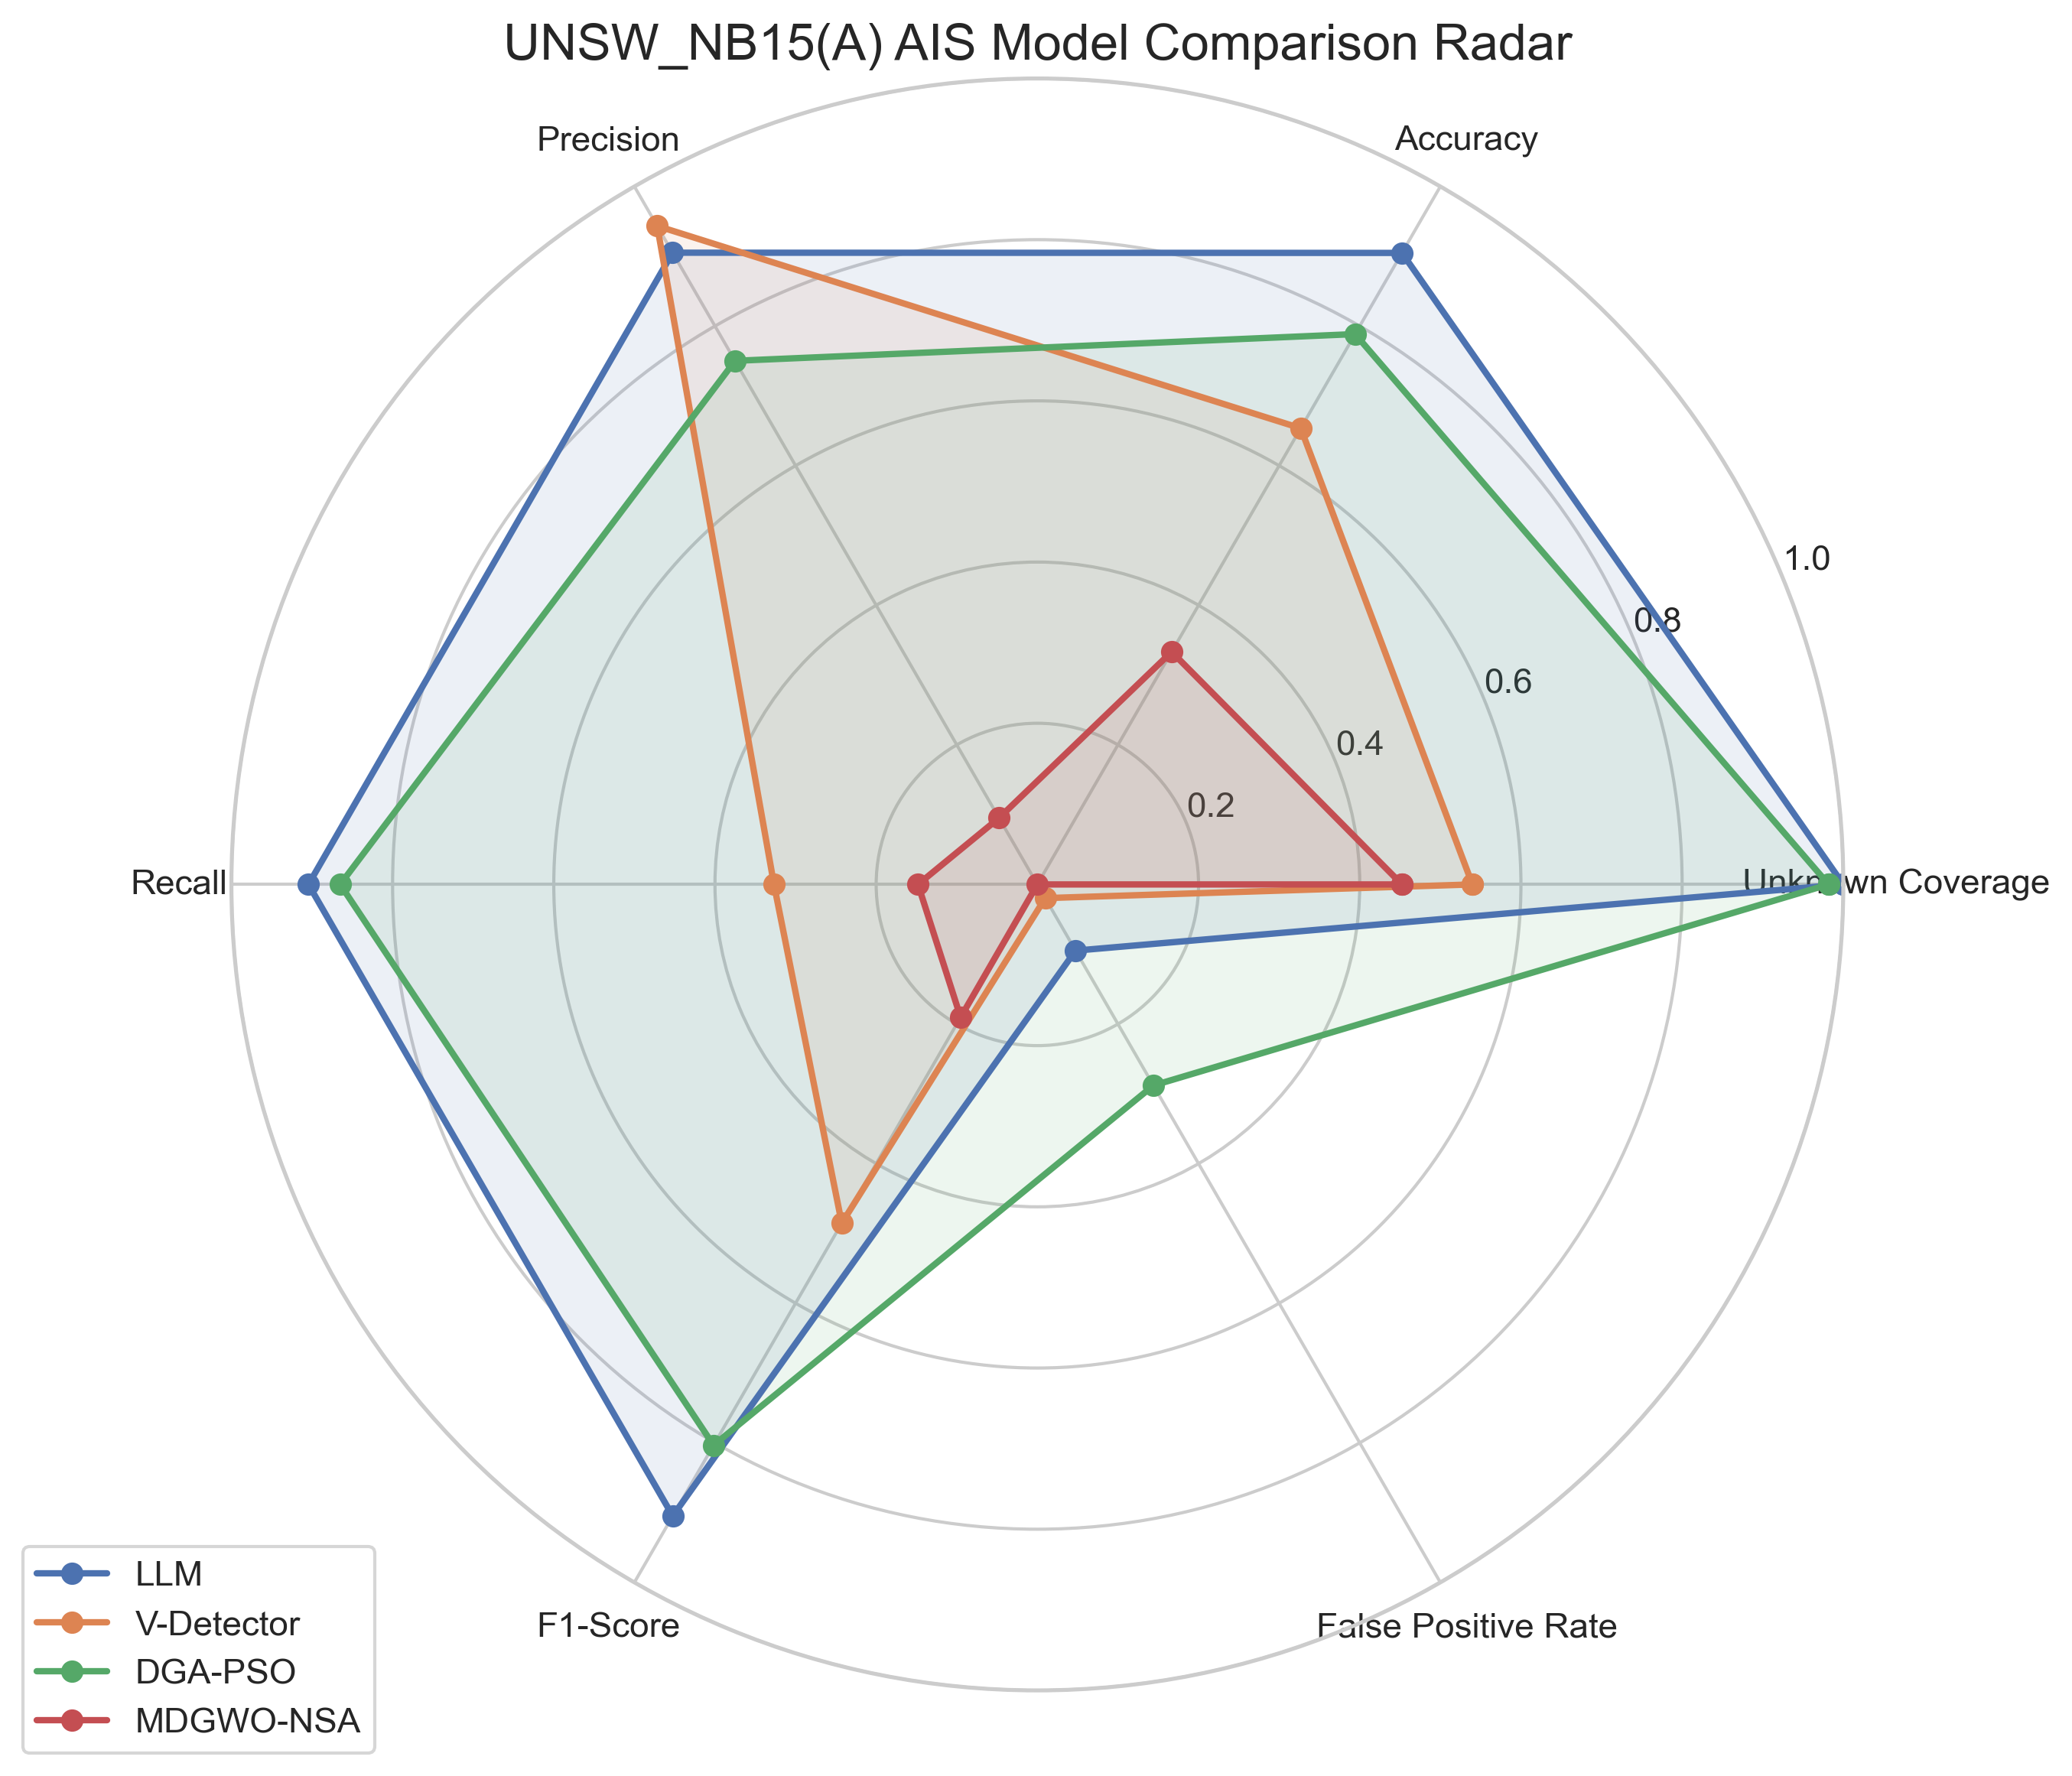 UNSW_NB15(A) AIS Model Comparison Radar
Precision
Accuracy
1.0
0.8
0.6
0.4
0.2
Recall
Unknown Coverage
F1-Score
False Positive Rate
LLM
V-Detector
DGA-PSO
MDGWO-NSA